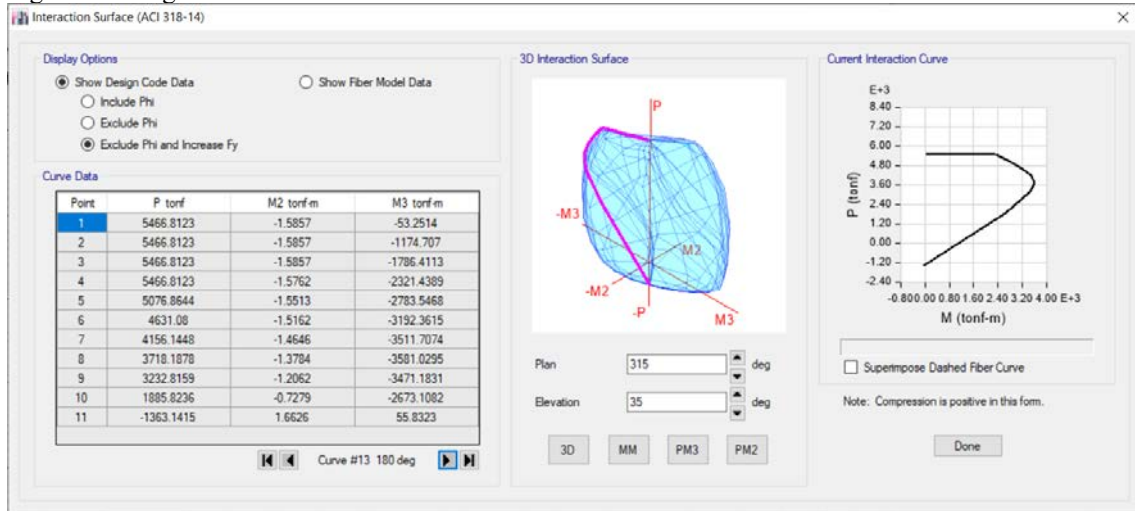 Interaction Surface (ACI 318-14)
Display Options
Show Design Code Data
Show Fiber Model Data
Include Phi
Exclude Phi
Exclude Phi and Increase Fy
Curve Data
Point P tonf M2 tonf-m M3 tonf-m
1 5466.8123 -1.5857 -53.2514
2 5466.8123 -1.5857 -1174.707
3 5466.8123 -1.5857 -1786.4113
4 5466.8123 -1.5762 -2321.4389
5 5076.8644 -1.5513 -2783.5468
6 4631.08 -1.5162 -3192.3615
7 4156.1448 -1.4646 -3511.7074
8 3718.1878 -1.3784 -3581.0295
9 3232.8159 -1.2062 -3471.1831
10 1885.8236 -0.7279 -2673.1082
11 -1363.1415 1.6626 55.8323
Curve #13 180 deg
3D Interaction Surface
P
-M3
M2
-M2
-P
M3
Plan 315 deg
Elevation 35 deg
3D MM PM3 PM2
Current Interaction Curve
E+3
8.40
7.20
6.00
4.80
3.60
2.40
1.20
0.00
-1.20
-2.40
P (tonf)
-0.80 0.00 0.80 1.60 2.40 3.20 4.00 E+3
M (tonf-m)
Superimpose Dashed Fiber Curve
Note: Compression is positive in this form.
Done